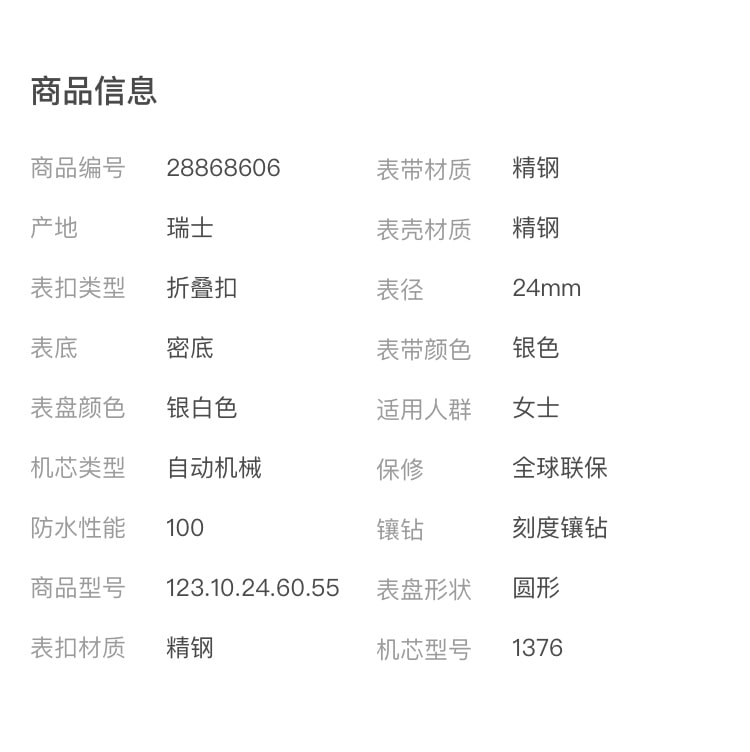 商品信息
商品编号 28868606 表带材质 精钢
产地 瑞士 表壳材质 精钢
表扣类型 折叠扣 表径 24mm
表底 密底 表带颜色 银色
表盘颜色 银白色 适用人群 女士
机芯类型 自动机械 保修 全球联保
防水性能 100 镶钻 刻度镶钻
商品型号 123.10.24.60.55 表盘形状 圆形
表扣材质 精钢 机芯型号 1376